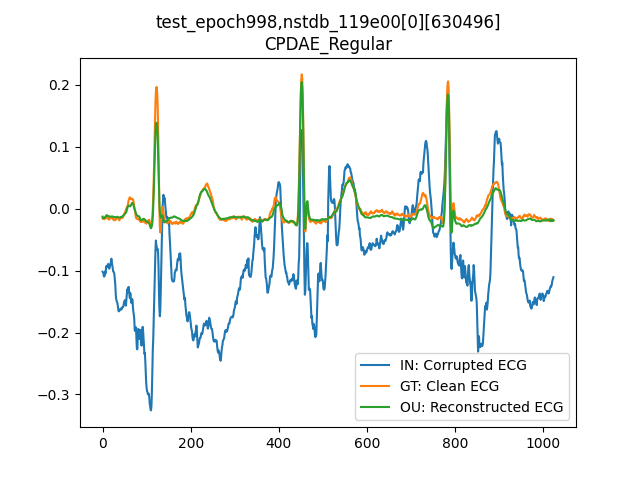 test_epoch998,nstdb_119e00[0][630496]
CPDAE_Regular
0.2
0.1
0.0
−0.1
−0.2
−0.3
0
200
400
600
800
1000
IN: Corrupted ECG
GT: Clean ECG
OU: Reconstructed ECG